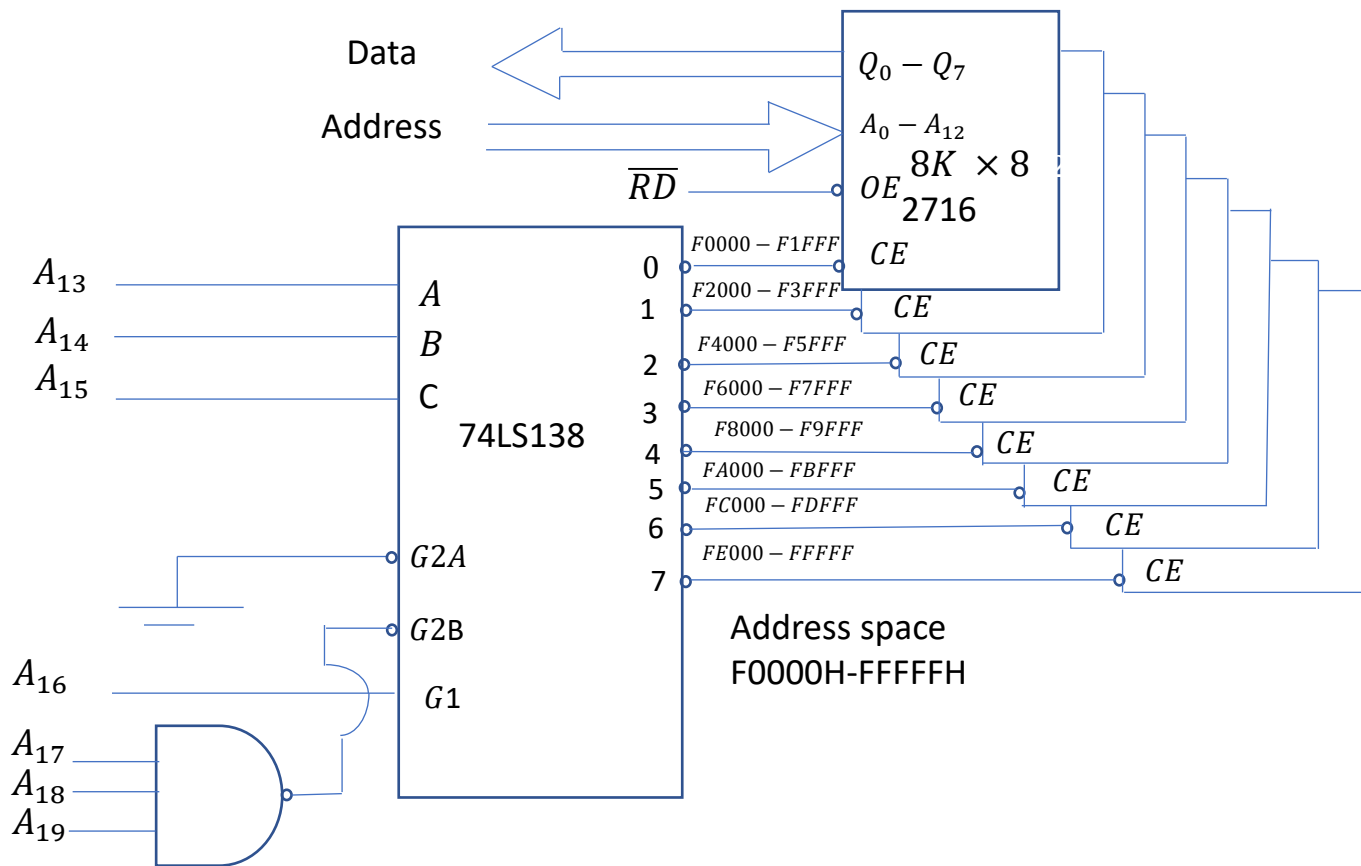 Data
Q₀ − Q₇
Address
A₀ − A₁₂
8K × 8
R̅D̅
OE
2716
F0000 − F1FFF
CE
A₁₃
A
0
F2000 − F3FFF
CE
1
A₁₄
B
F4000 − F5FFF
CE
2
A₁₅
C
F6000 − F7FFF
CE
3
74LS138
F8000 − F9FFF
CE
4
FA000 − FBFFF
CE
5
FC000 − FDFFF
CE
6
G2A
FE000 − FFFFF
CE
7
G2B
Address space
F0000H-FFFFFH
A₁₆
G1
A₁₇
A₁₈
A₁₉